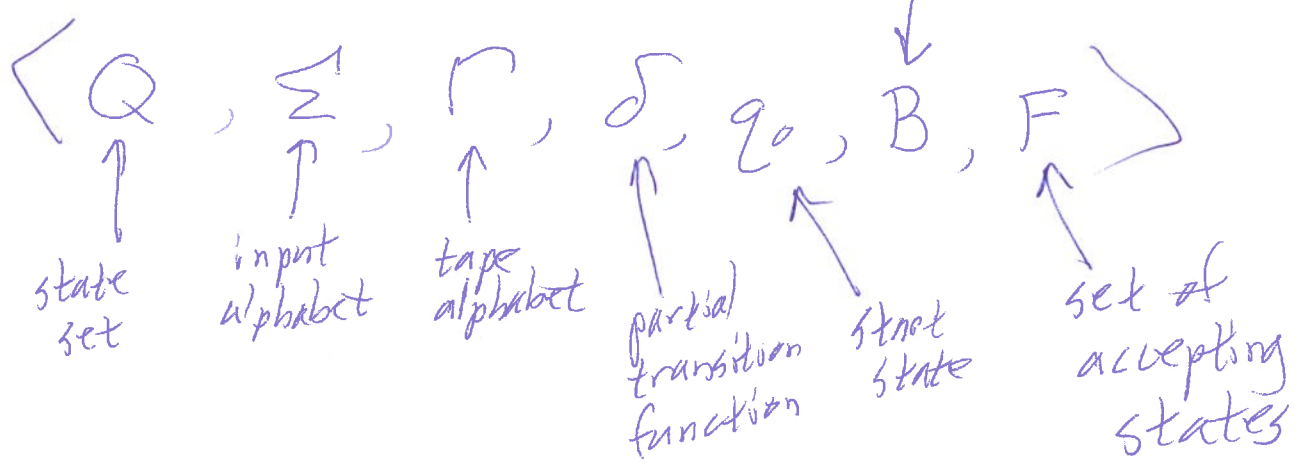 < Q , Σ , Γ , δ , q₀ , B , F >
state
set
input
alphabet
tape
alphabet
partial
transition
function
start
state
set of
accepting
states